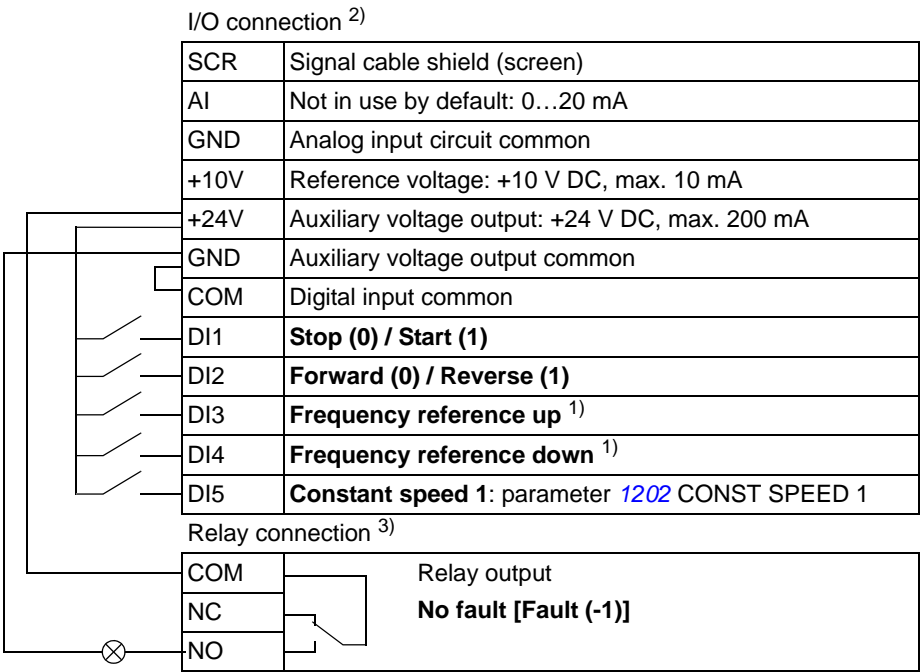 I/O connection 2)
SCR Signal cable shield (screen)
AI Not in use by default: 0…20 mA
GND Analog input circuit common
+10V Reference voltage: +10 V DC, max. 10 mA
+24V Auxiliary voltage output: +24 V DC, max. 200 mA
GND Auxiliary voltage output common
COM Digital input common
DI1 Stop (0) / Start (1)
DI2 Forward (0) / Reverse (1)
DI3 Frequency reference up 1)
DI4 Frequency reference down 1)
DI5 Constant speed 1: parameter 1202 CONST SPEED 1
Relay connection 3)
COM Relay output
NC No fault [Fault (-1)]
NO